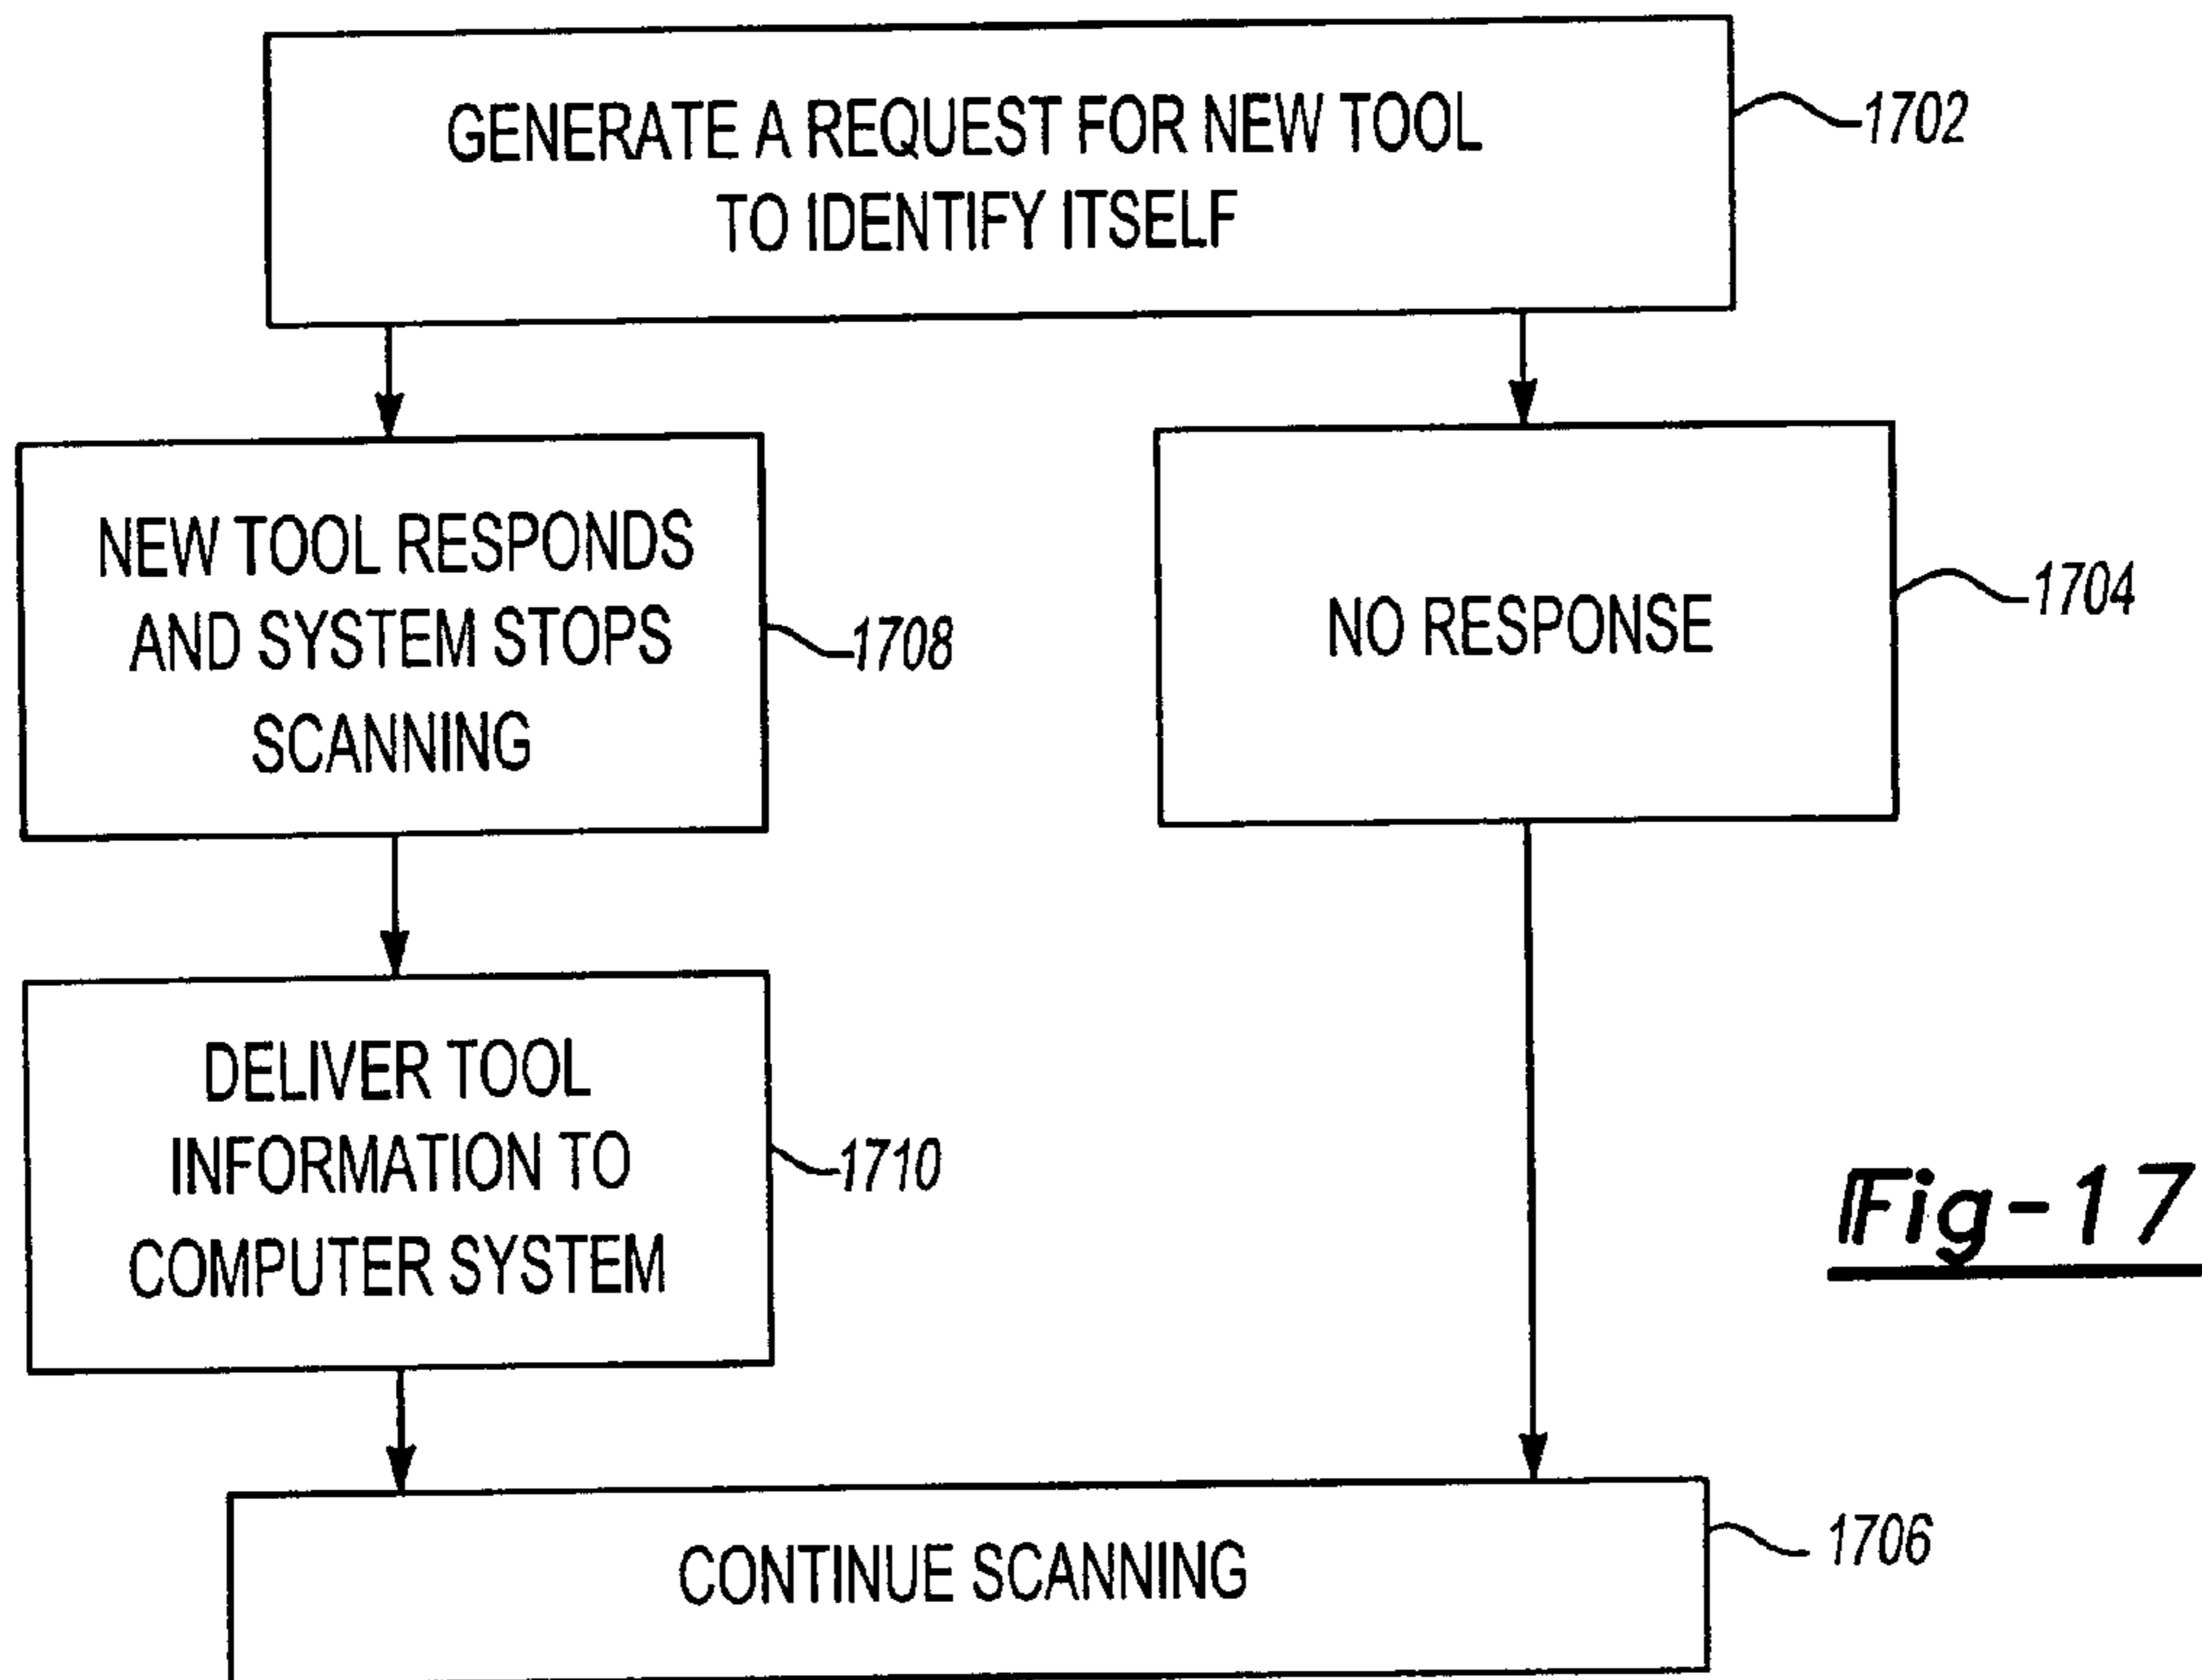 GENERATE A REQUEST FOR NEW TOOL
TO IDENTIFY ITSELF
1702
NEW TOOL RESPONDS
AND SYSTEM STOPS
SCANNING
1708
NO RESPONSE
1704
DELIVER TOOL
INFORMATION TO
COMPUTER SYSTEM
1710
Fig-17
CONTINUE SCANNING
1706